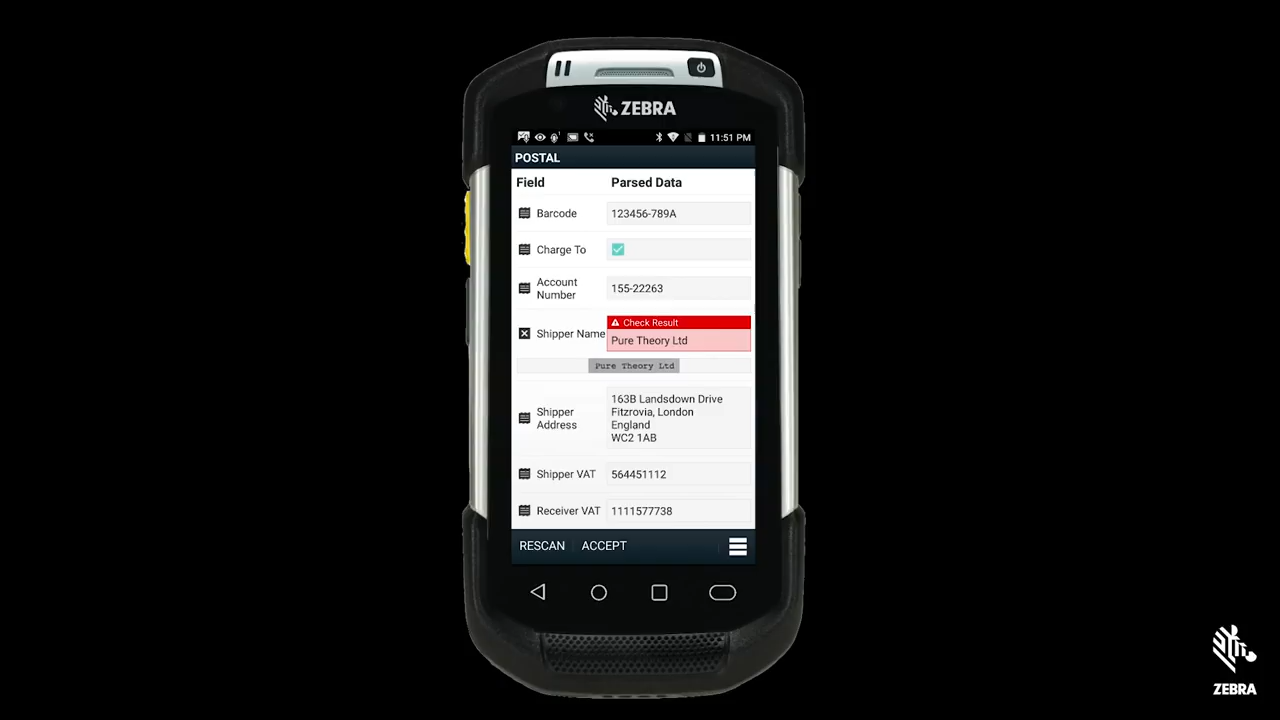 ZEBRA
11:51 PM
POSTAL
Field Parsed Data
Barcode 123456-789A
Charge To
Account
Number
155-22263
Shipper Name
Check Result
Pure Theory Ltd
Pure Theory Ltd
Shipper
Address
163B Landsdown Drive
Fitzrovia, London
England
WC2 1AB
Shipper VAT 564451112
Receiver VAT 1111577738
RESCAN ACCEPT
ZEBRA